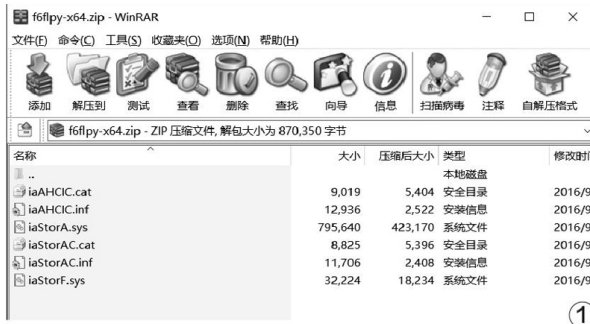 f6flpy-x64.zip - WinRAR
文件(F) 命令(C) 工具(S) 收藏夹(O) 选项(N) 帮助(H)
添加 解压到 测试 查看 删除 查找 向导 信息 扫描病毒 注释 自解压格式
f6flpy-x64.zip - ZIP 压缩文件, 解包大小为 870,350 字节
名称 大小 压缩后大小 类型 修改时间
.. 本地磁盘
iaAHCIC.cat 9,019 5,404 安全目录 2016/9
iaAHCIC.inf 12,936 2,522 安装信息 2016/9
iaStorA.sys 795,640 423,170 系统文件 2016/9
iaStorAC.cat 8,825 5,396 安全目录 2016/9
iaStorAC.inf 11,706 2,408 安装信息 2016/9
iaStorF.sys 32,224 18,234 系统文件 2016/9
①